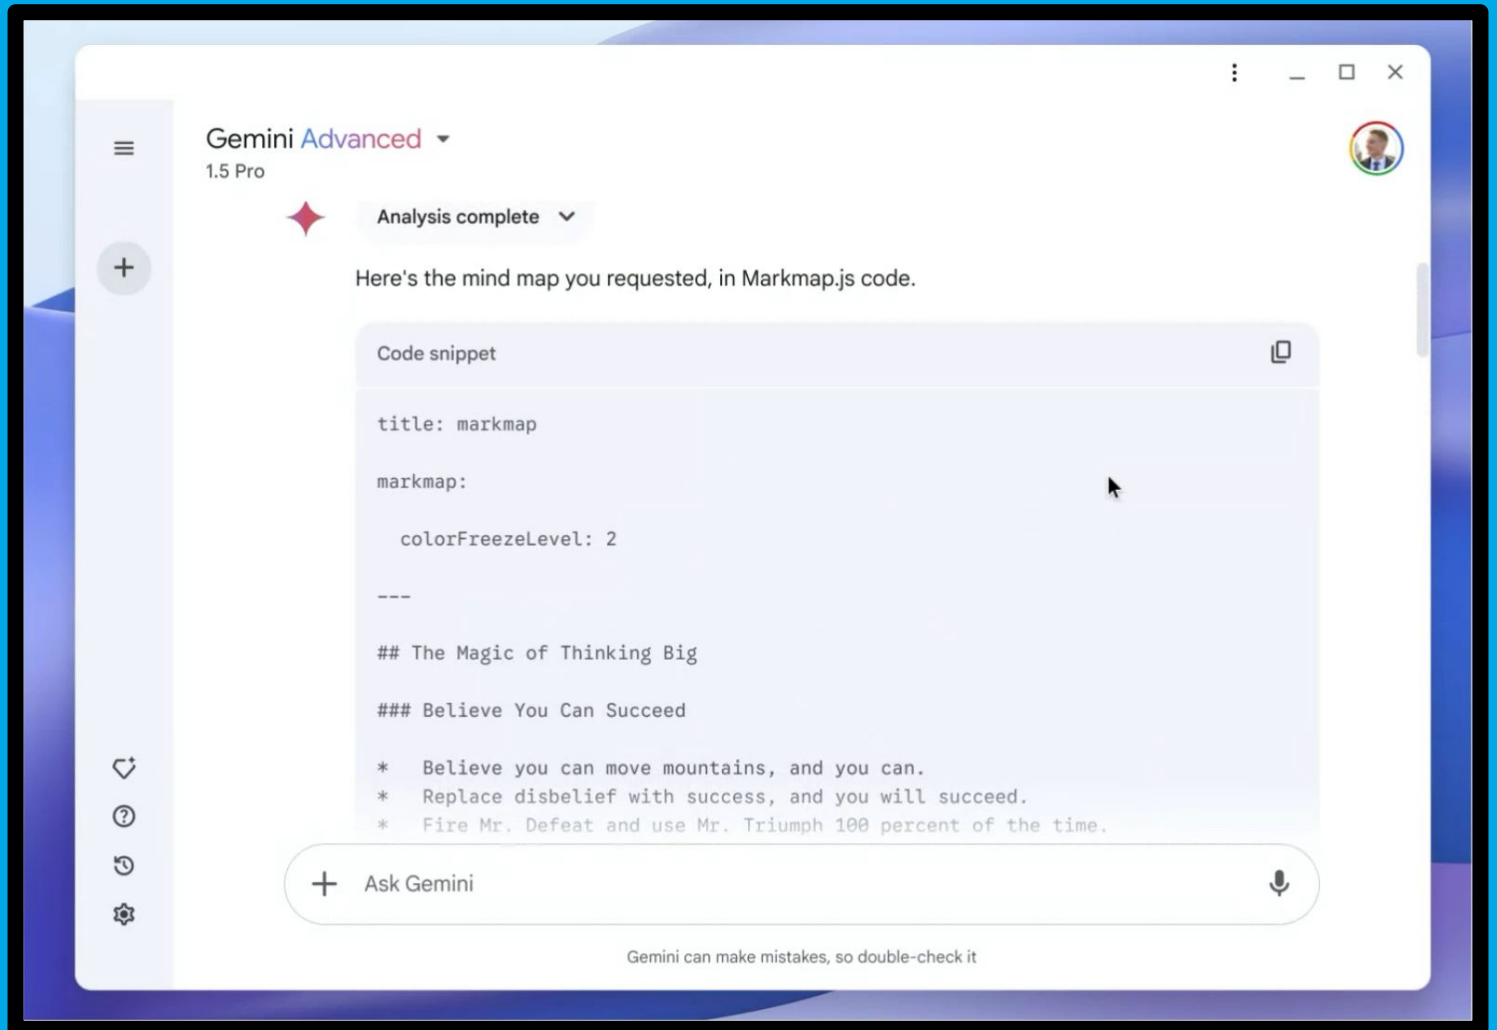 Gemini Advanced
1.5 Pro
Analysis complete
Here's the mind map you requested, in Markmap.js code.
Code snippet
title: markmap
markmap:
  colorFreezeLevel: 2
---
## The Magic of Thinking Big
### Believe You Can Succeed
*   Believe you can move mountains, and you can.
*   Replace disbelief with success, and you will succeed.
*   Fire Mr. Defeat and use Mr. Triumph 100 percent of the time.
Ask Gemini
Gemini can make mistakes, so double-check it